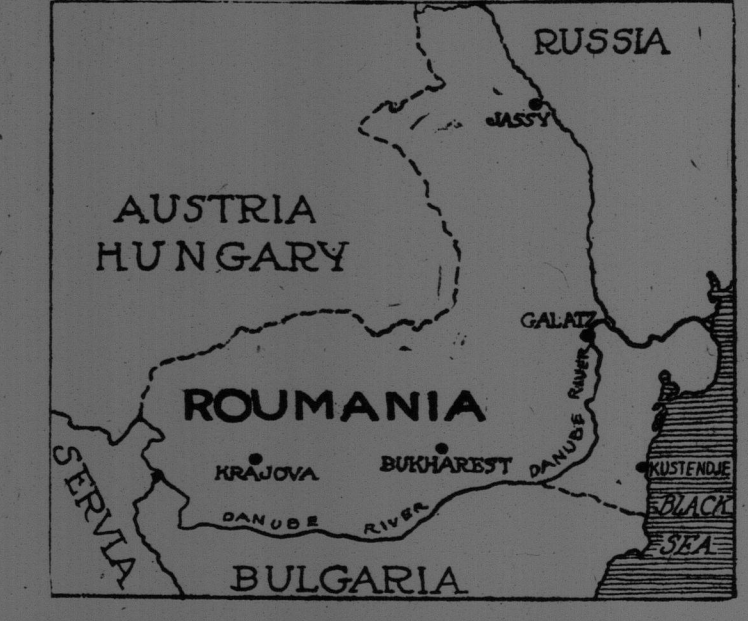 RUSSIA
JASSY
AUSTRIA
HUNGARY
GALATZ
ROUMANIA
DANUBE RIVER
KRAJOVA
BUKHAREST
KUSTENDJE
SERVIA
DANUBE RIVER
BLACK
SEA
BULGARIA